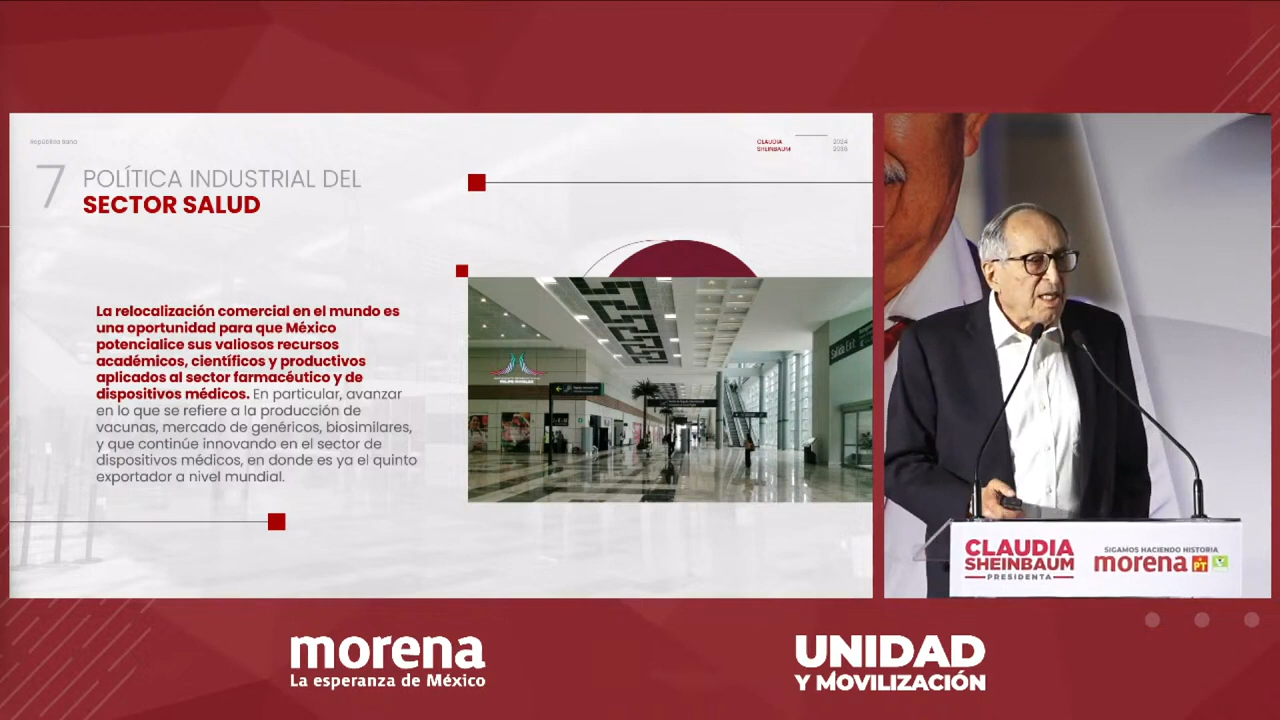 República Sana
CLAUDIA
SHEINBAUM
2024
2030
7
POLÍTICA INDUSTRIAL DEL
SECTOR SALUD
La relocalización comercial en el mundo es
una oportunidad para que México
potencialice sus valiosos recursos
académicos, científicos y productivos
aplicados al sector farmacéutico y de
dispositivos médicos. En particular, avanzar
en lo que se refiere a la producción de
vacunas, mercado de genéricos, biosimilares,
y que continúe innovando en el sector de
dispositivos médicos, en donde es ya el quinto
exportador a nivel mundial.
FELIPE ÁNGELES
Salida Exit
CLAUDIA
SHEINBAUM
PRESIDENTA
SIGAMOS HACIENDO HISTORIA
morena
PT
morena
La esperanza de México
UNIDAD
Y MOVILIZACIÓN